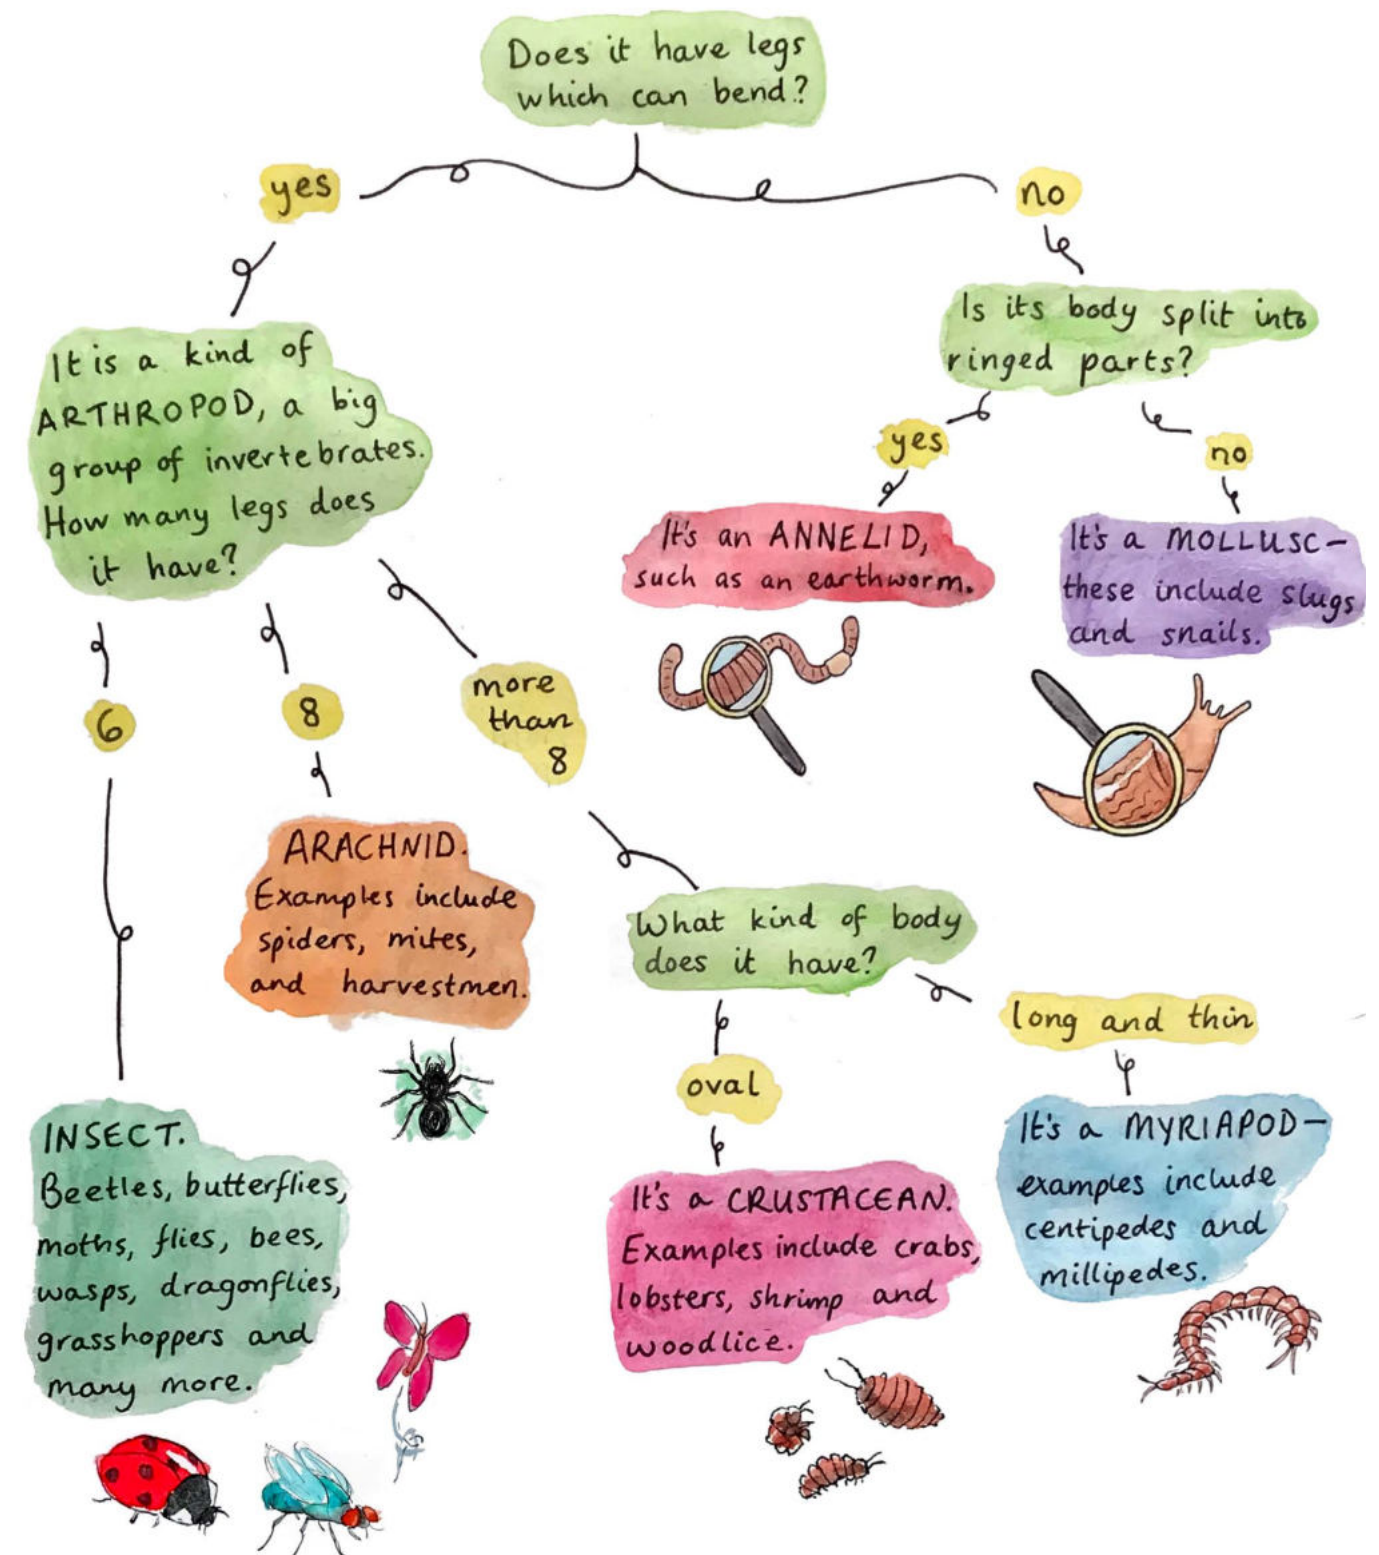 Does it have legs
which can bend?
yes
no
It is a kind of
ARTHROPOD, a big
group of invertebrates.
How many legs does
it have?
Is its body split into
ringed parts?
yes
no
It's an ANNELID,
such as an earthworm.
It's a MOLLUSC-
these include slugs
and snails.
6
8
more
than
8
ARACHNID.
Examples include
spiders, mites,
and harvestmen.
What kind of body
does it have?
oval
long and thin
INSECT.
Beetles, butterflies,
moths, flies, bees,
wasps, dragonflies,
grasshoppers and
many more.
It's a CRUSTACEAN.
Examples include crabs,
lobsters, shrimp and
woodlice.
It's a MYRIAPOD-
examples include
centipedes and
millipedes.